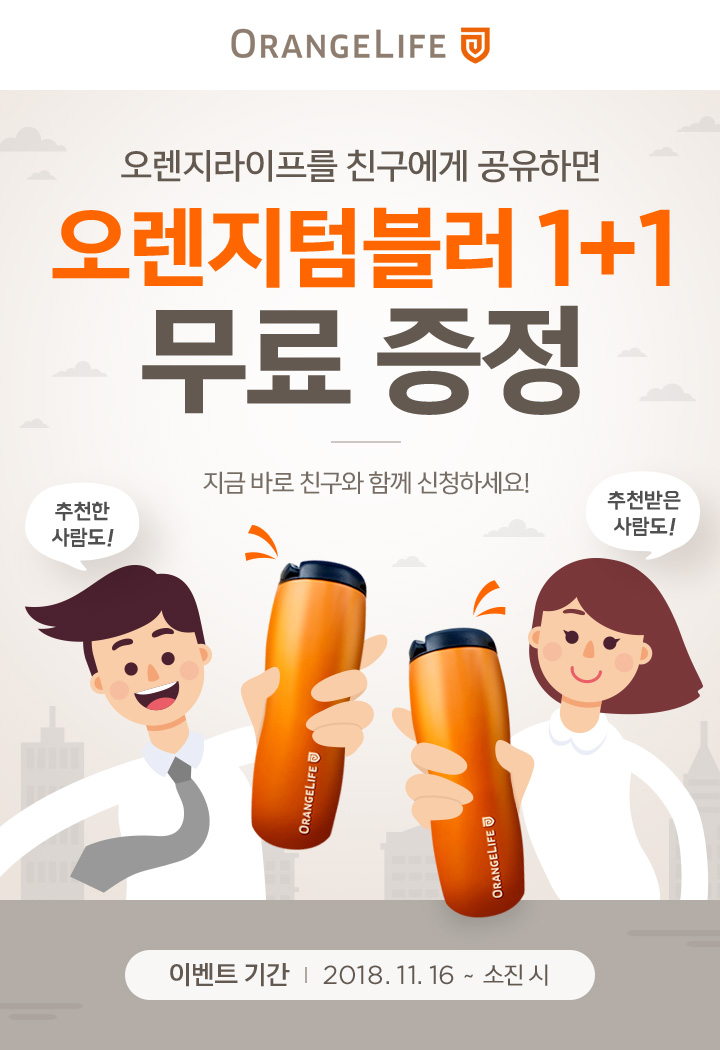 ORANGELIFE
오렌지라이프를 친구에게 공유하면
오렌지텀블러 1+1
무료 증정
지금 바로 친구와 함께 신청하세요!
추천한
사람도!
추천받은
사람도!
ORANGELIFE
ORANGELIFE
이벤트 기간 | 2018. 11. 16 ~ 소진 시